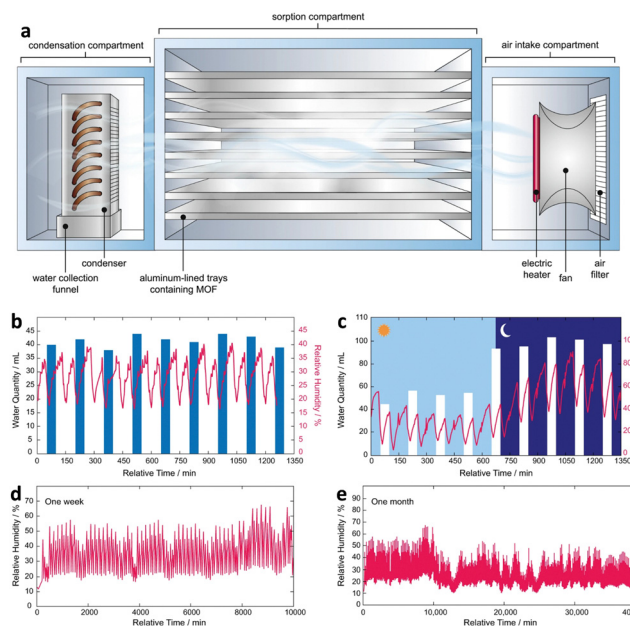 sorption compartment
a
condensation compartment
air intake compartment
condenser
water collection
funnel
aluminum-lined trays
containing MOF
electric
heater
fan
air
filter
b
Water Quantity / mL
45
40
35
30
25
20
15
10
5
0
0 150 300 450 600 750 900 1050 1200 1350
Relative Time / min
45
40
35
30
25
20
15
10
5
0
Relative Humidity /
%
c
Water Quantity / mL
110
100
80
60
40
20
0
0 150 300 450 600 750 900 1050 1200 1350
Relative Time / min
d
One week
Relative Humidity / %
80
70
60
50
40
30
20
10
0 2000 4000 6000 8000 10000
Relative Time / min
e
One month
Relative Humidity / %
90
80
70
60
50
40
30
20
10
0
0 10,000 20,000 30,000
Relative Time / min